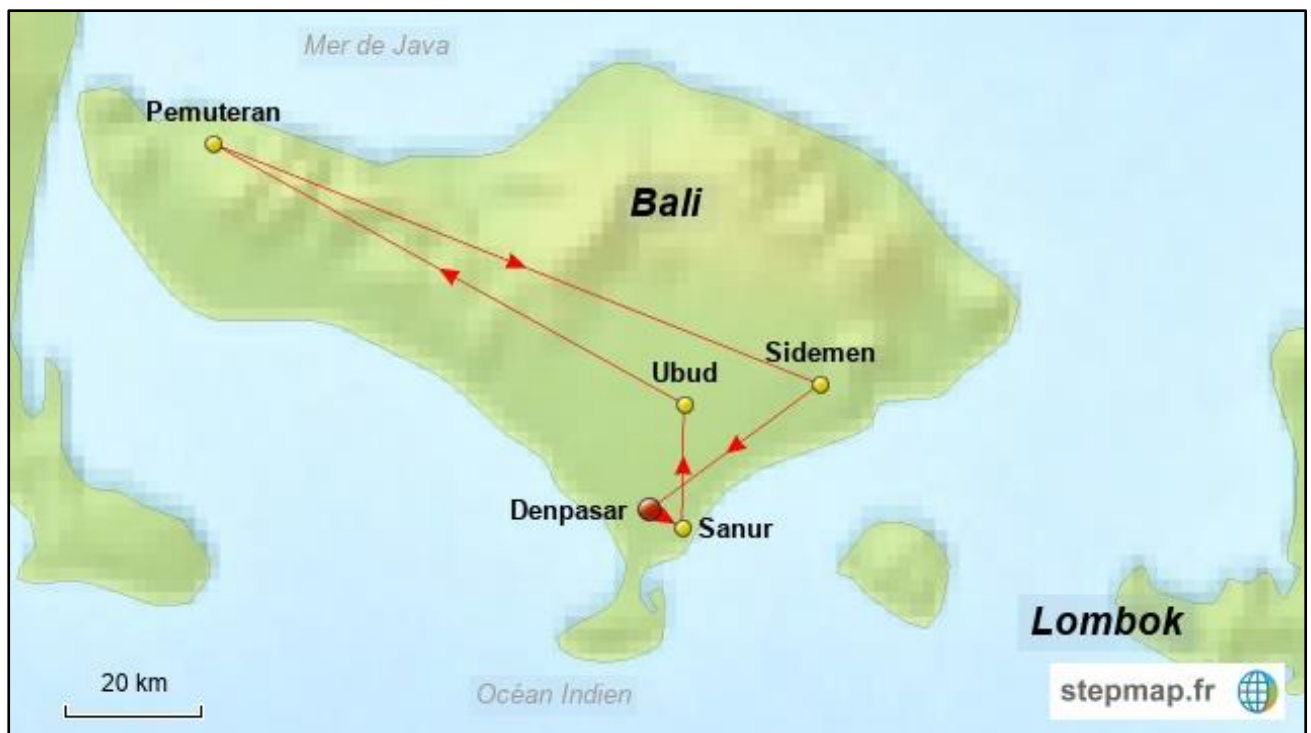 Mer de Java
Pemuteran
Bali
Sidemen
Ubud
Denpasar
Sanur
Lombok
20 km
Océan Indien
stepmap.fr